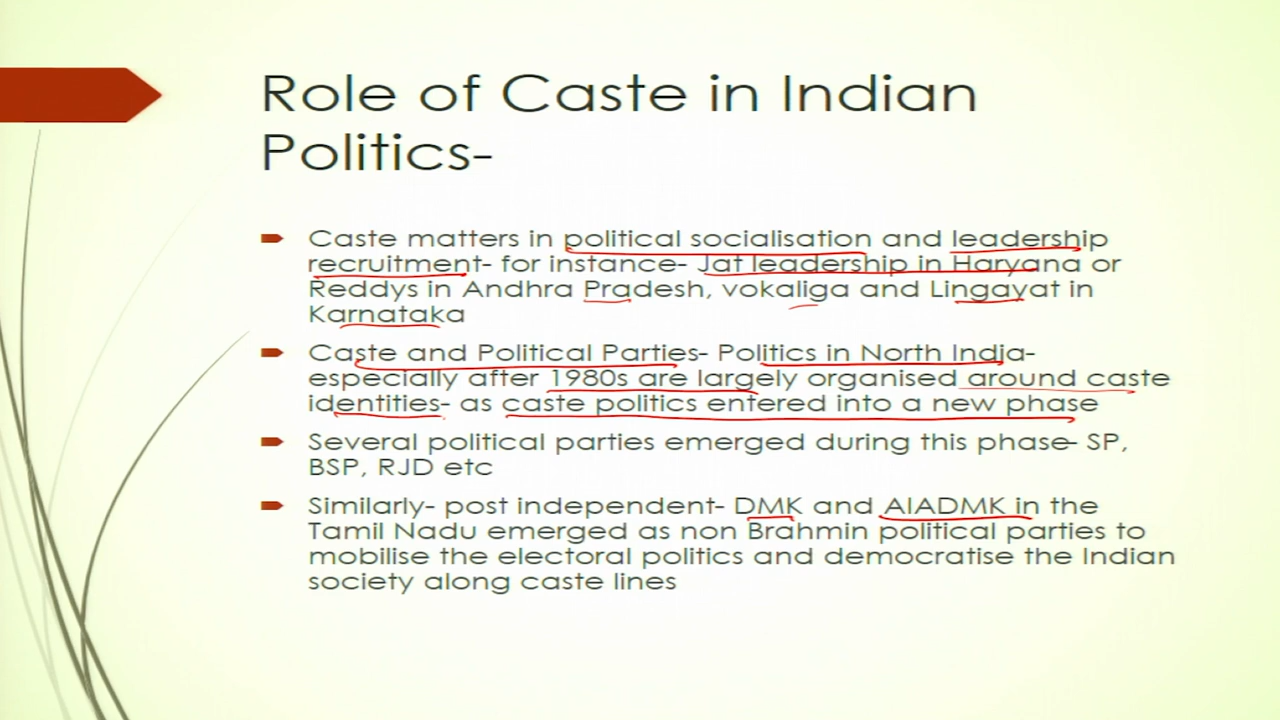 Role of Caste in Indian
Politics-
Caste matters in political socialisation and leadership
recruitment- for instance- Jat leadership in Haryana or
Reddys in Andhra Pradesh, vokaliga and Lingayat in
Karnataka
Caste and Political Parties- Politics in North India-
especially after 1980s are largely organised around caste
identities- as caste politics entered into a new phase
Several political parties emerged during this phase- SP,
BSP, RJD etc
Similarly- post independent- DMK and AIADMK in the
Tamil Nadu emerged as non Brahmin political parties to
mobilise the electoral politics and democratise the Indian
society along caste lines